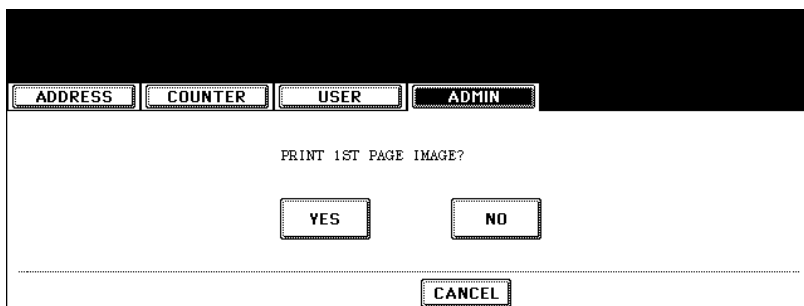 ADDRESS COUNTER USER ADMIN
PRINT 1ST PAGE IMAGE?
YES NO
CANCEL